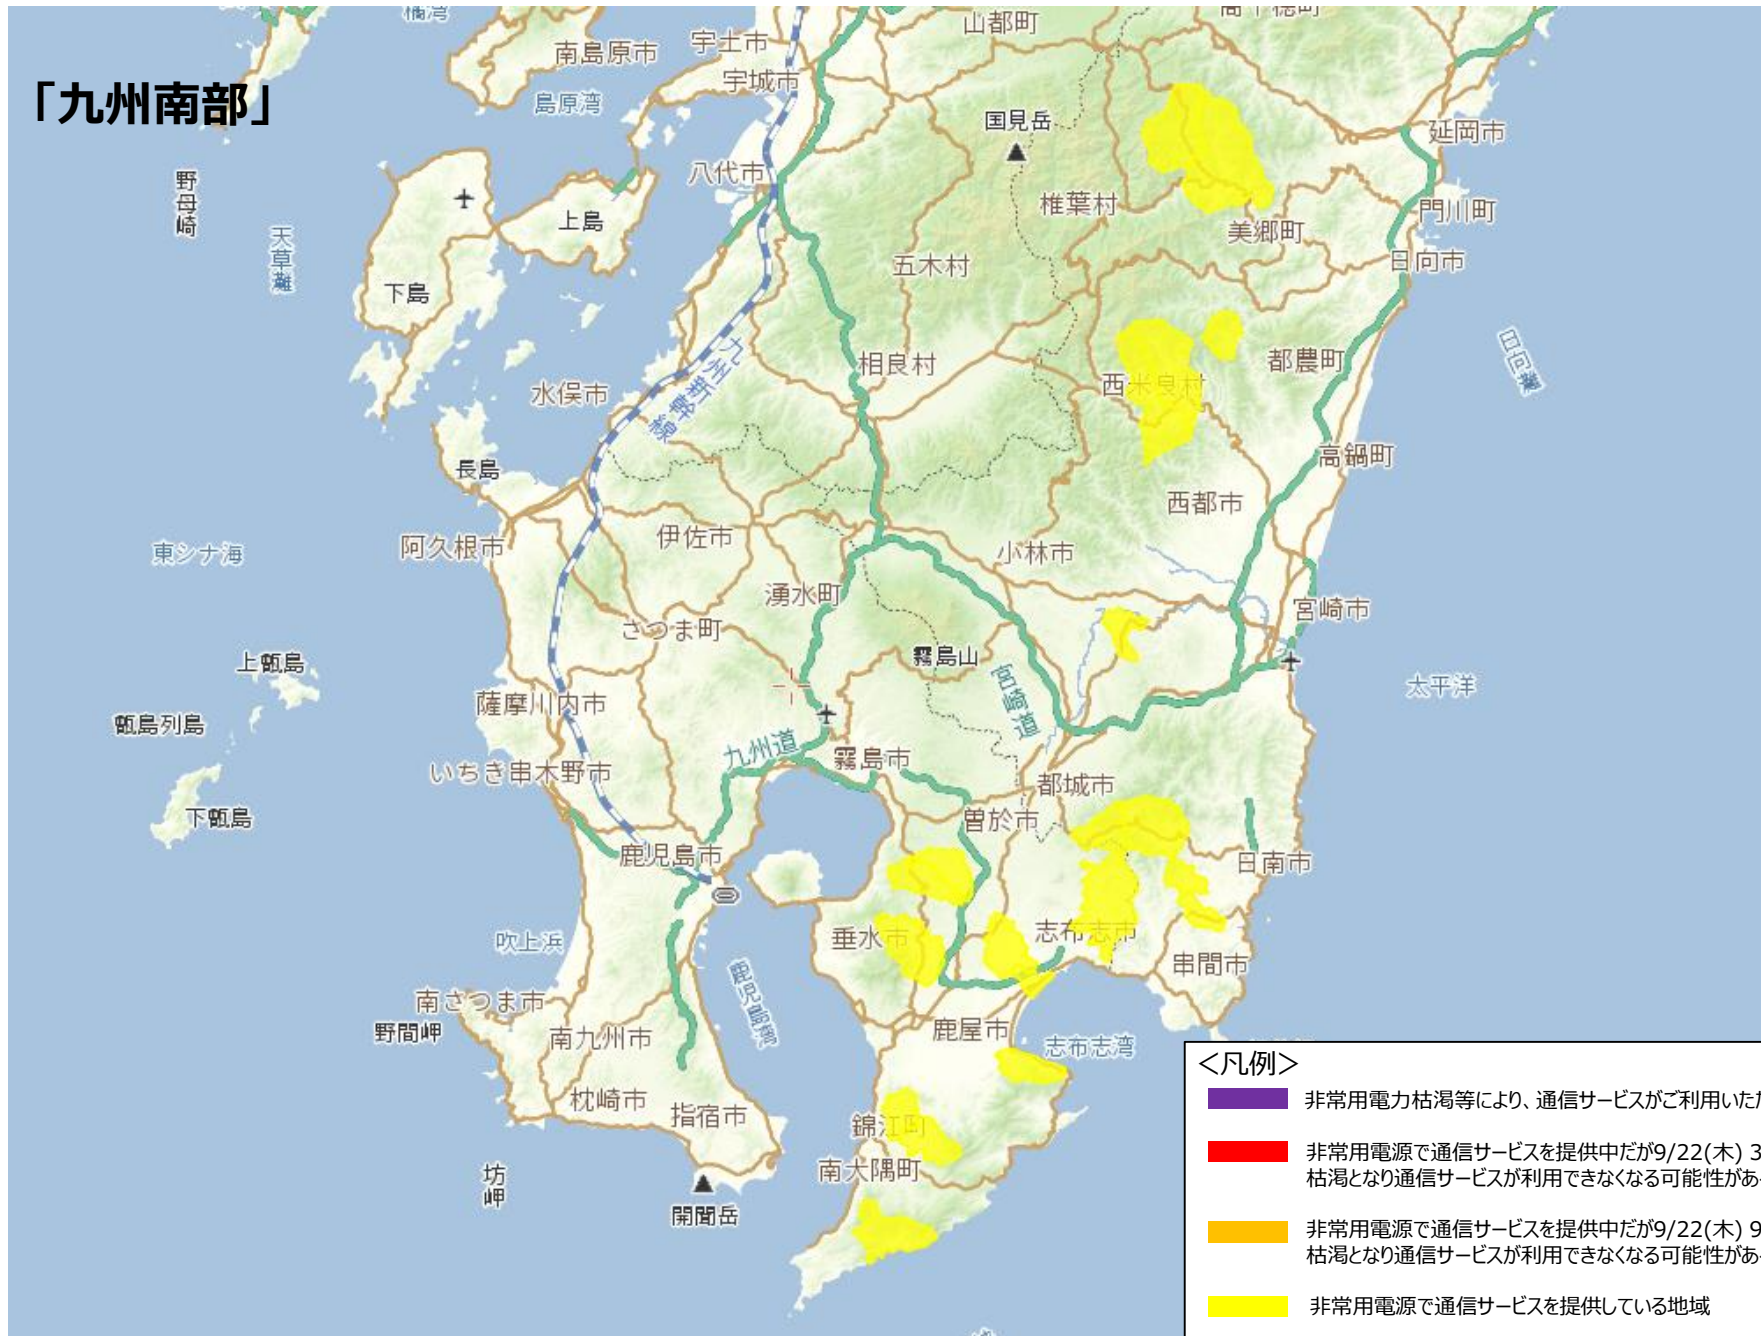 「九州南部」
橘湾
南島原市
宇土市
宇城市
山都町
島原湾
国見岳
延岡市
野母崎
八代市
椎葉村
門川町
上島
美郷町
天草灘
五木村
日向市
下島
日向灘
都農町
相良村
西米良村
九州新幹線
水俣市
高鍋町
長島
西都市
東シナ海
阿久根市
伊佐市
小林市
湧水町
宮崎市
さつま町
上甑島
霧島山
宮崎道
太平洋
薩摩川内市
甑島列島
九州道
霧島市
いちき串木野市
都城市
下甑島
曽於市
鹿児島市
日南市
吹上浜
垂水市
志布志市
串間市
鹿児島湾
南さつま市
野間岬
南九州市
鹿屋市
志布志湾
枕崎市
指宿市
錦江町
南大隅町
坊岬
開聞岳
＜凡例＞
非常用電力枯渇等により、通信サービスがご利用いただ
非常用電源で通信サービスを提供中だが9/22(木) 3
枯渇となり通信サービスが利用できなくなる可能性があ
非常用電源で通信サービスを提供中だが9/22(木) 9
枯渇となり通信サービスが利用できなくなる可能性があ
非常用電源で通信サービスを提供している地域